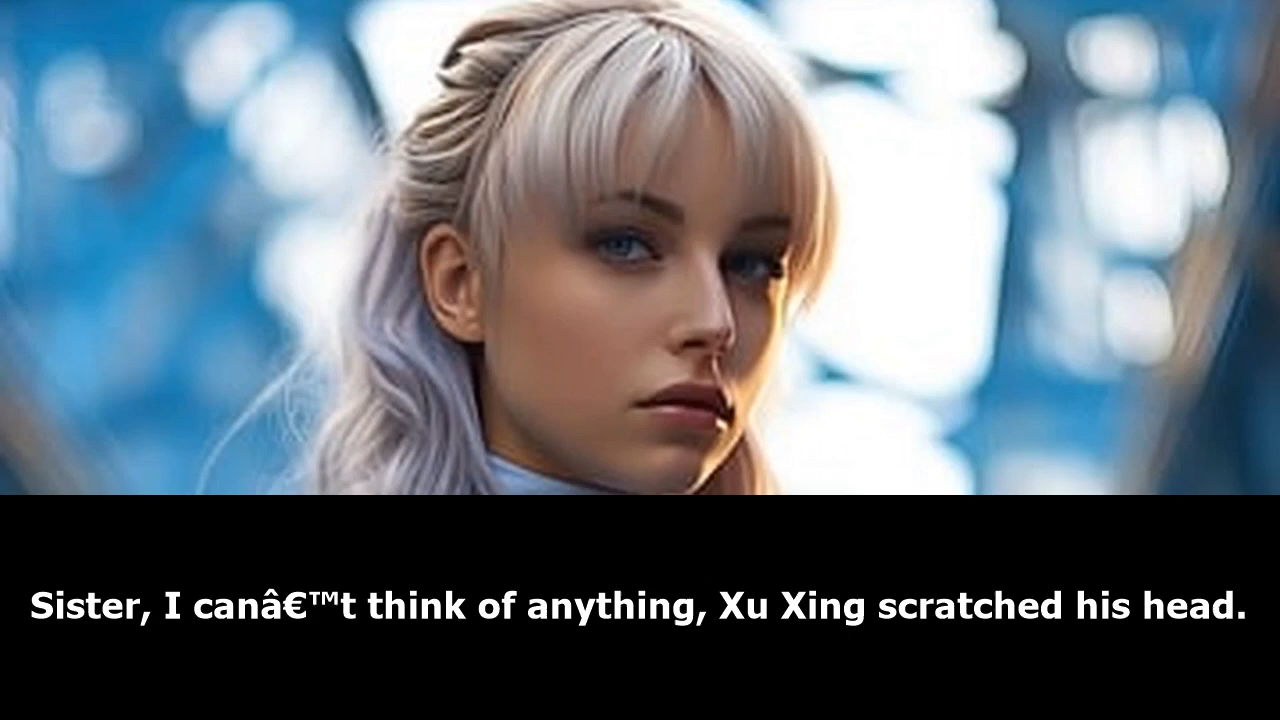 Sister, I canâ€™t think of anything, Xu Xing scratched his head.